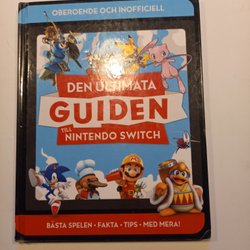 OBEROENDE OCH INOFFICIELL
DEN ULTIMATA
GUIDEN
TILL
NINTENDO SWITCH
BÄSTA SPELEN • FAKTA • TIPS • MED MERA!